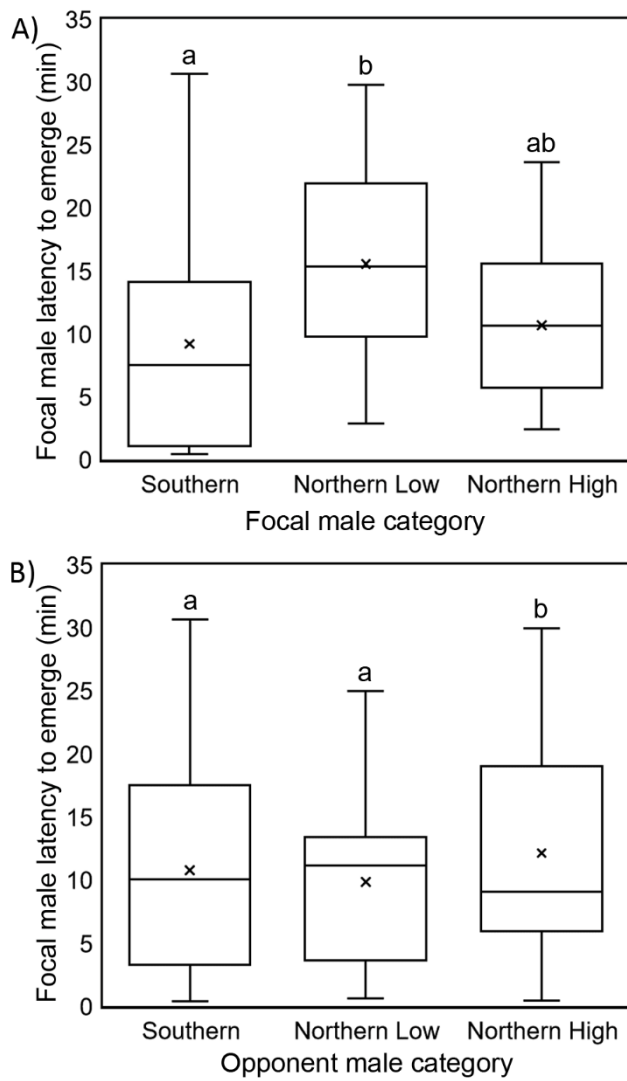 A)
Focal male latency to emerge (min)
35
30
25
20
15
10
5
0
a
b
ab
Southern Northern Low Northern High
Focal male category
B)
Focal male latency to emerge (min)
35
30
25
20
15
10
5
0
a
a
b
Southern Northern Low Northern High
Opponent male category